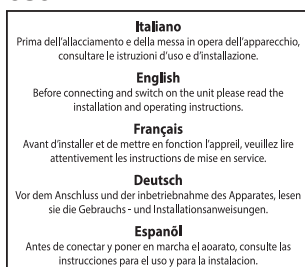 Italiano
Prima dell'allacciamento e della messa in opera dell'apparecchio,
consultare le istruzioni d'uso e d'installazione.
English
Before connecting and switch on the unit please read the
installation and operating instructions.
Français
Avant d'installer et de mettre en fonction l'appreil, veuillez lire
attentivement les instructions de mise en service.
Deutsch
Vor dem Anschluss und der inbetriebnahme des Apparates, lesen
sie die Gebrauchs - und Installationsanweisungen.
Espanõl
Antes de conectar y poner en marcha el aoarato, consulte las
instrucciones para el uso y para la instalacion.